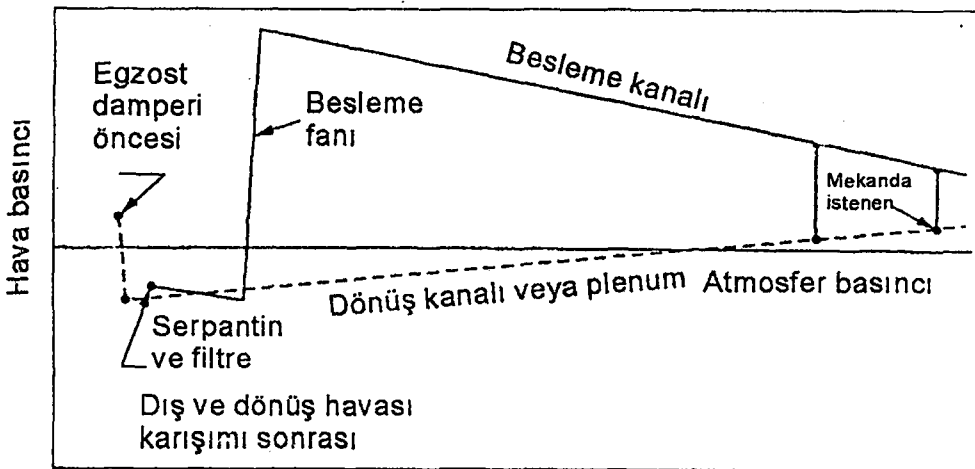 Hava basıncı
Egzost
damperi
öncesi
Besleme
fanı
Besleme kanalı
Mekanda
istenen
Dönüş kanalı veya plenum
Atmosfer basıncı
Serpantin
ve filtre
Dış ve dönüş havası
karışımı sonrası